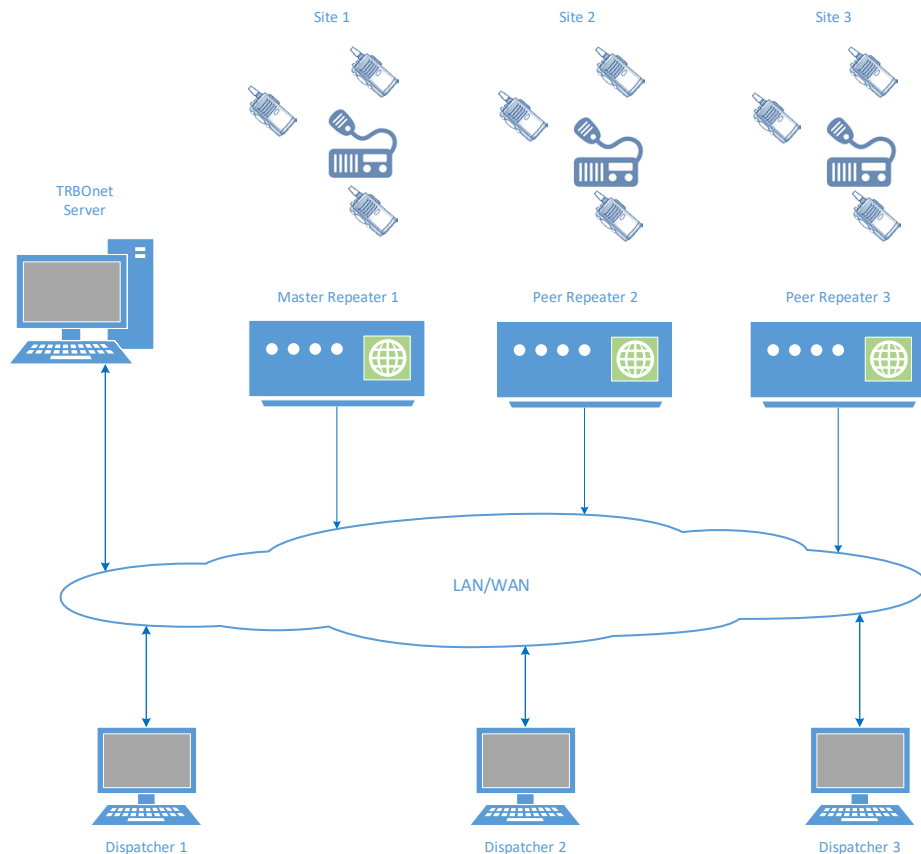 Site 1
Site 2
Site 3
TRBOnet
Server
Master Repeater 1
Peer Repeater 2
Peer Repeater 3
LAN/WAN
Dispatcher 1
Dispatcher 2
Dispatcher 3